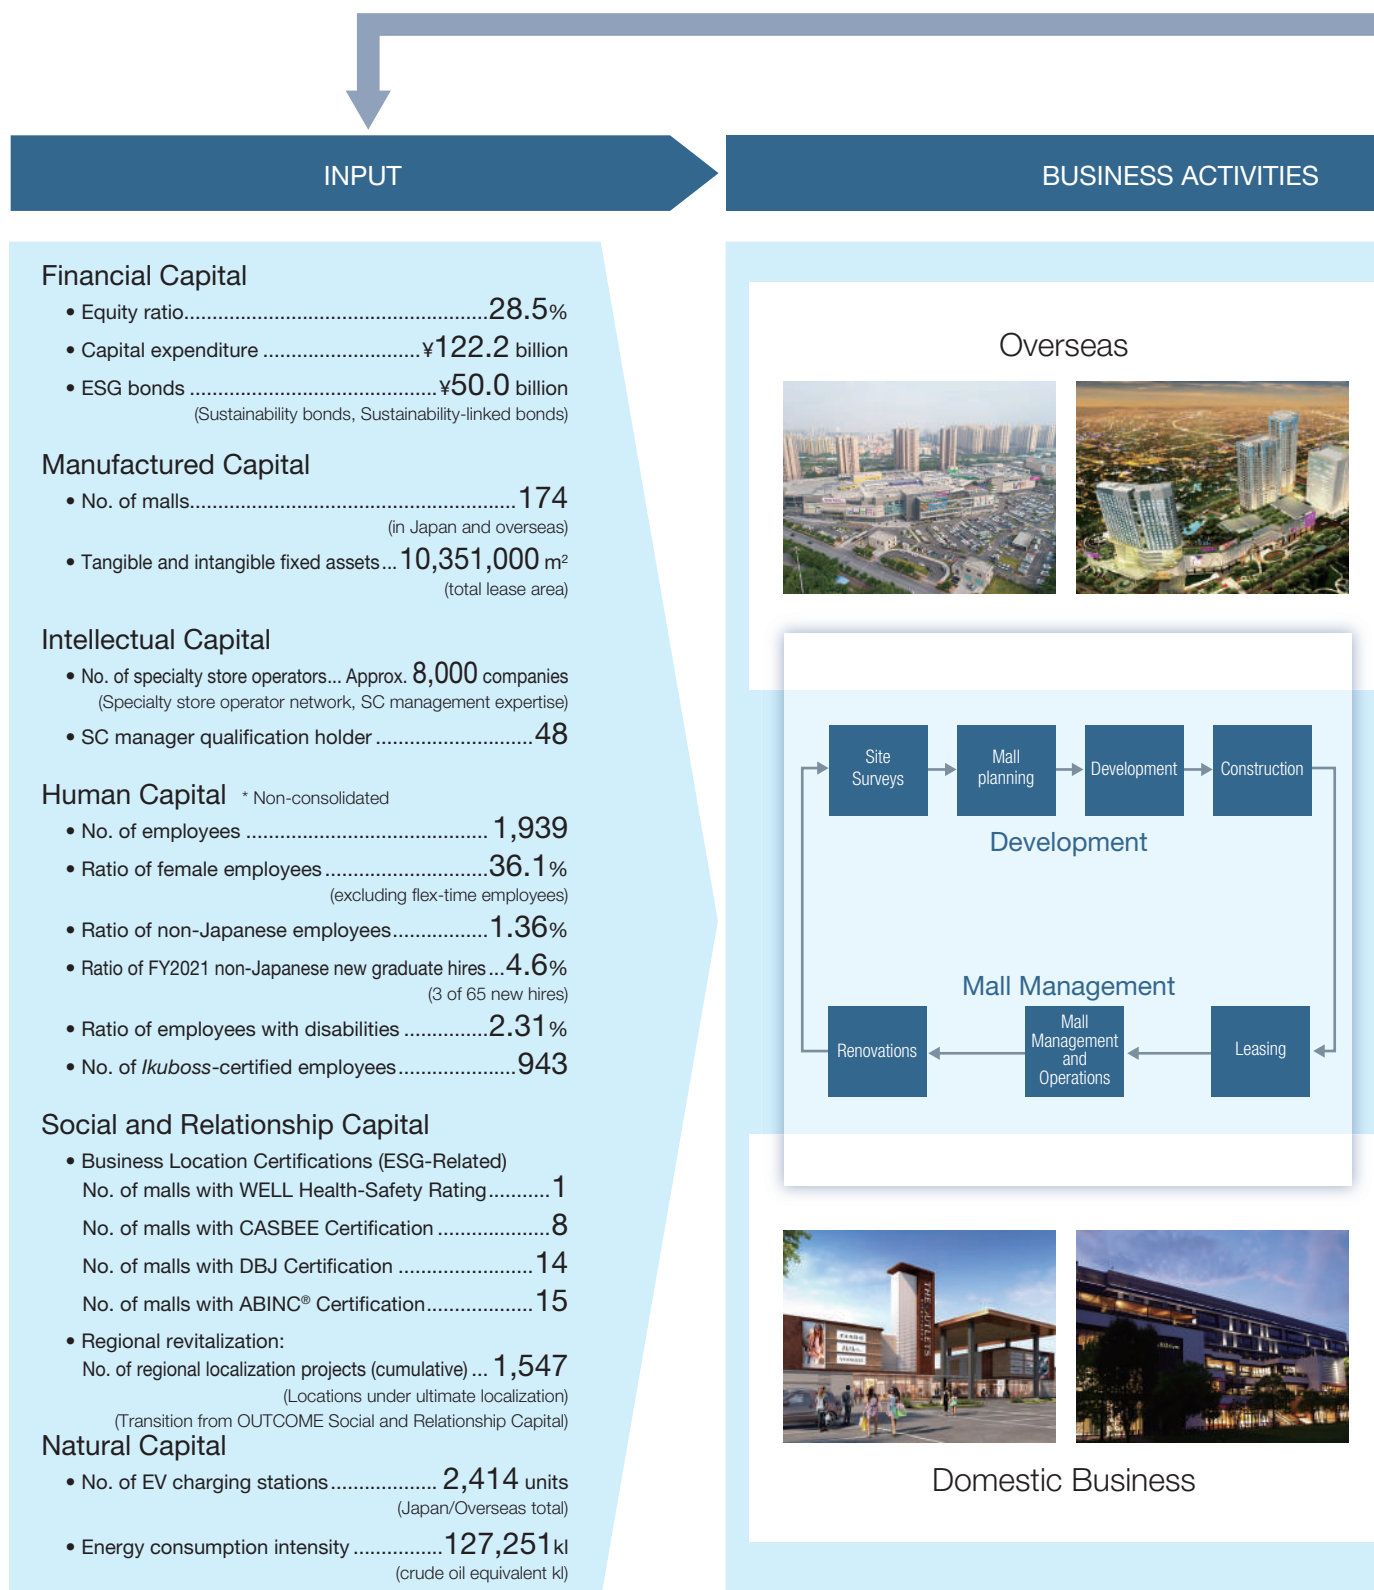 INPUT
BUSINESS ACTIVITIES
Financial Capital
• Equity ratio..................................................28.5%
• Capital expenditure ..........................¥122.2 billion
• ESG bonds .........................................¥50.0 billion
(Sustainability bonds, Sustainability-linked bonds)
Manufactured Capital
• No. of malls......................................................174
(in Japan and overseas)
• Tangible and intangible fixed assets... 10,351,000 m²
(total lease area)
Intellectual Capital
• No. of specialty store operators... Approx. 8,000 companies
(Specialty store operator network, SC management expertise)
• SC manager qualification holder ..........................48
Human Capital * Non-consolidated
• No. of employees ........................................ 1,939
• Ratio of female employees ...........................36.1%
(excluding flex-time employees)
• Ratio of non-Japanese employees................1.36%
• Ratio of FY2021 non-Japanese new graduate hires ...4.6%
(3 of 65 new hires)
• Ratio of employees with disabilities ..............2.31%
• No. of Ikuboss-certified employees....................943
Social and Relationship Capital
• Business Location Certifications (ESG-Related)
No. of malls with WELL Health-Safety Rating...........1
No. of malls with CASBEE Certification ...................8
No. of malls with DBJ Certification .......................14
No. of malls with ABINC® Certification..................15
• Regional revitalization:
No. of regional localization projects (cumulative) ... 1,547
(Locations under ultimate localization)
(Transition from OUTCOME Social and Relationship Capital)
Natural Capital
• No. of EV charging stations .................. 2,414 units
(Japan/Overseas total)
• Energy consumption intensity ...............127,251kl
(crude oil equivalent kl)
Overseas
Site
Surveys
Mall
planning
Development
Construction
Development
Mall Management
Renovations
Mall
Management
and
Operations
Leasing
THE OUTLETS
Domestic Business